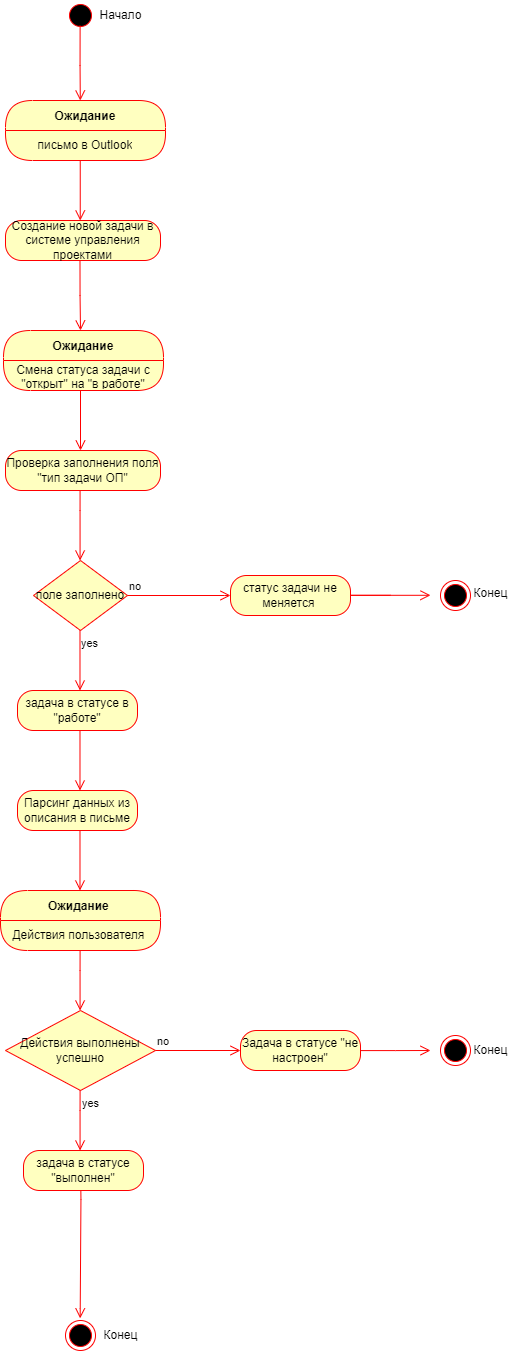 Начало
Ожидание
письмо в Outlook
Создание новой задачи в
системе управления
проектами
Ожидание
Смена статуса задачи с
"открыт" на "в работе"
Проверка заполнения поля
"тип задачи ОП"
поле заполнено
no
статус задачи не
меняется
Конец
yes
задача в статусе в
"работе"
Парсинг данных из
описания в письме
Ожидание
Действия пользователя
Действия выполнены
успешно
no
Задача в статусе "не
настроен"
Конец
yes
задача в статусе
"выполнен"
Конец